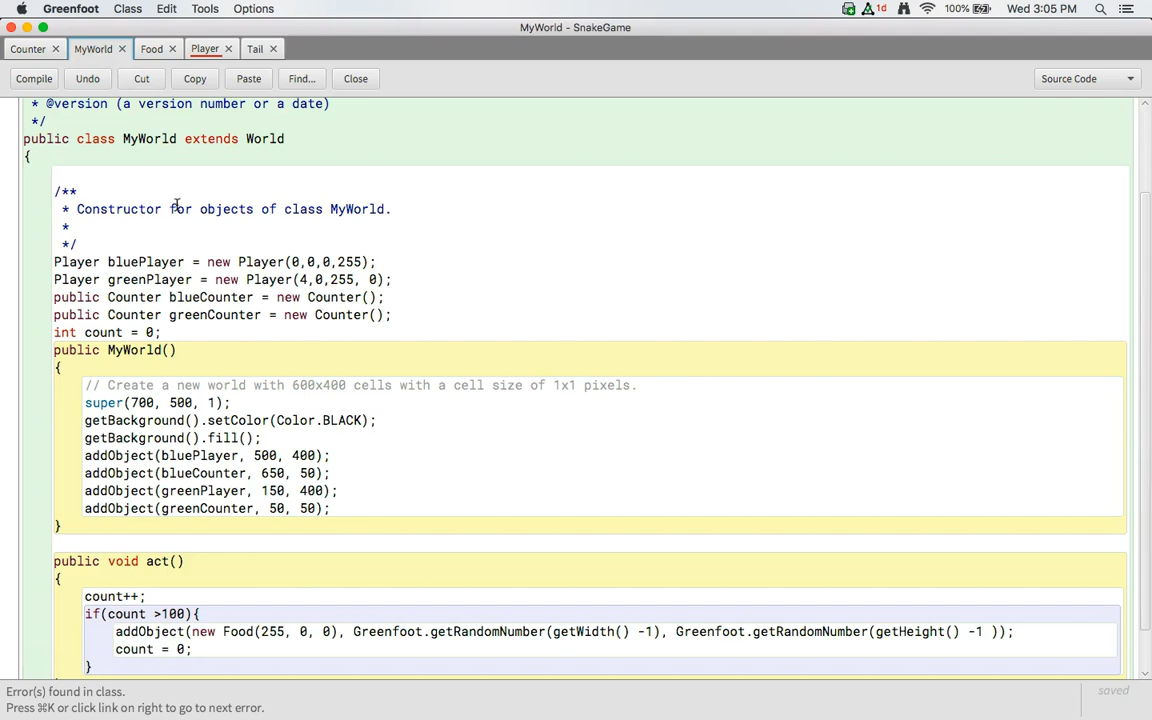 Greenfoot Class Edit Tools Options 1d 100% Wed 3:05 PM
MyWorld - SnakeGame
Counter MyWorld Food Player Tail
Compile Undo Cut Copy Paste Find... Close Source Code
* @version (a version number or a date)
*/
public class MyWorld extends World
{
/**
* Constructor for objects of class MyWorld.
*
*/
Player bluePlayer = new Player(0,0,0,255);
Player greenPlayer = new Player(4,0,255, 0);
public Counter blueCounter = new Counter();
public Counter greenCounter = new Counter();
int count = 0;
public MyWorld()
{
// Create a new world with 600x400 cells with a cell size of 1x1 pixels.
super(700, 500, 1);
getBackground().setColor(Color.BLACK);
getBackground().fill();
addObject(bluePlayer, 500, 400);
addObject(blueCounter, 650, 50);
addObject(greenPlayer, 150, 400);
addObject(greenCounter, 50, 50);
}
public void act()
{
count++;
if(count >100){
addObject(new Food(255, 0, 0), Greenfoot.getRandomNumber(getWidth() -1), Greenfoot.getRandomNumber(getHeight() -1 ));
count = 0;
}
Error(s) found in class.
Press ⌘K or click link on right to go to next error.
saved